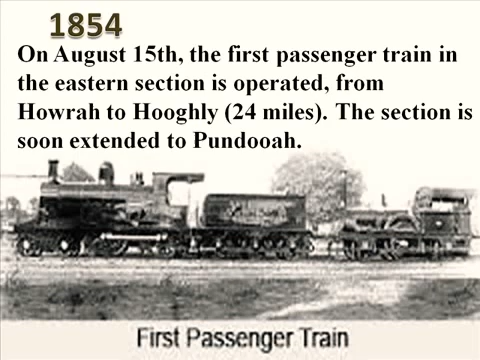 1854
On August 15th, the first passenger train in
the eastern section is operated, from
Howrah to Hooghly (24 miles). The section is
soon extended to Pundooah.
First Passenger Train